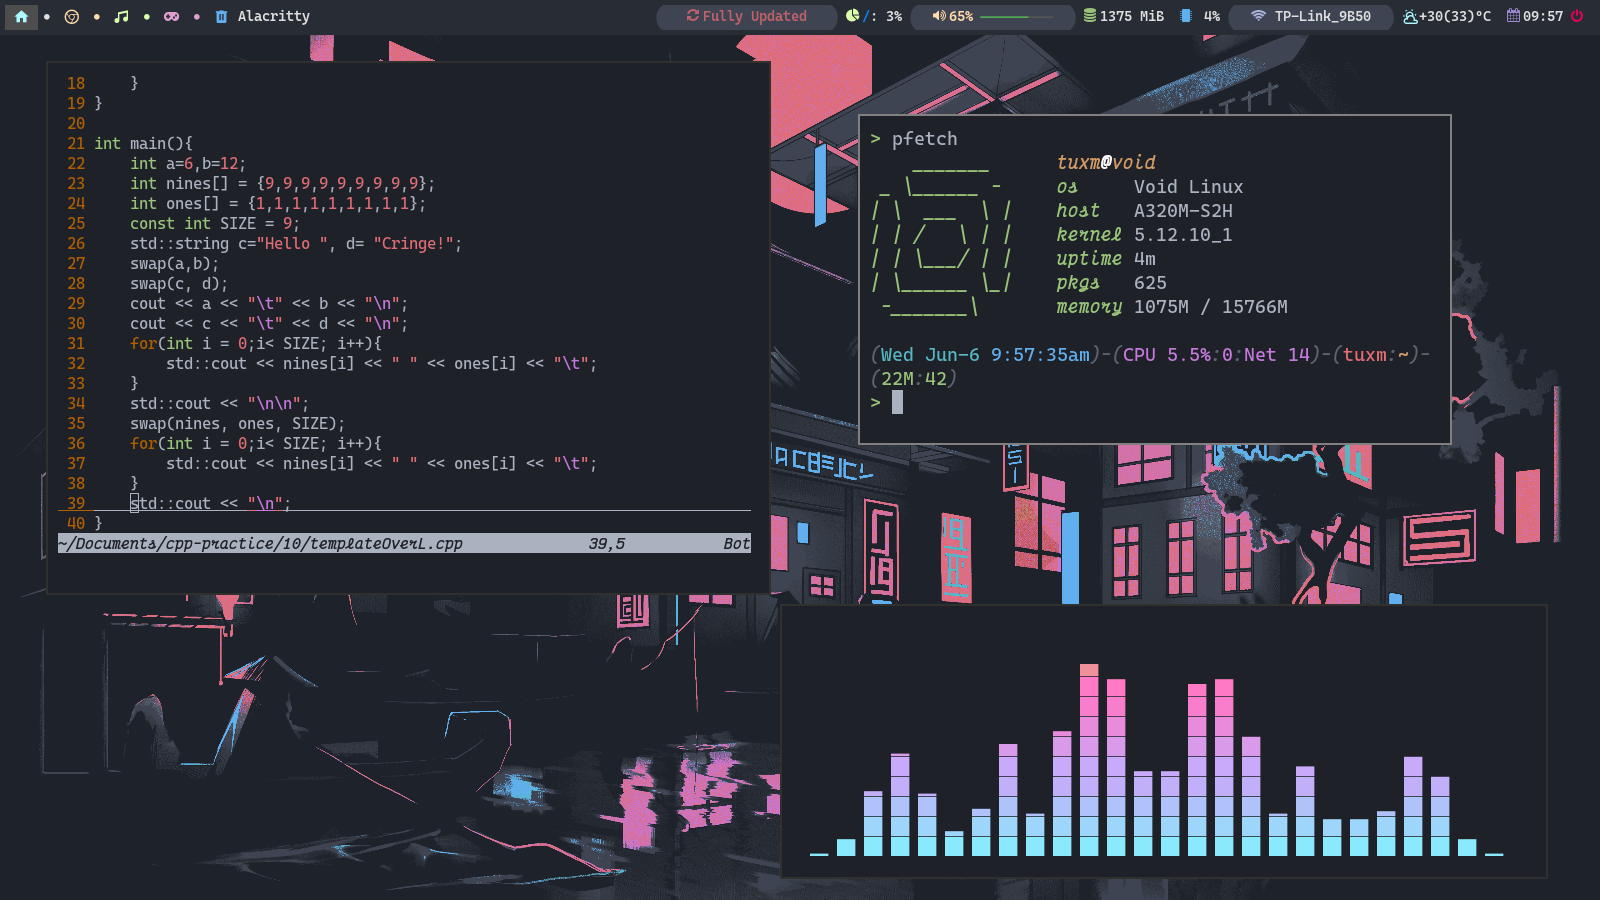 Alacritty
Fully Updated
/: 3%
65%
1375 MiB
4%
TP-Link_9B50
+30(33)°C
09:57
18     }
19 }
20
21 int main(){
22     int a=6,b=12;
23     int nines[] = {9,9,9,9,9,9,9,9,9};
24     int ones[] = {1,1,1,1,1,1,1,1,1};
25     const int SIZE = 9;
26     std::string c="Hello ", d= "Cringe!";
27     swap(a,b);
28     swap(c, d);
29     cout << a << "\t" << b << "\n";
30     cout << c << "\t" << d << "\n";
31     for(int i = 0;i< SIZE; i++){
32         std::cout << nines[i] << " " << ones[i] << "\t";
33     }
34     std::cout << "\n\n";
35     swap(nines, ones, SIZE);
36     for(int i = 0;i< SIZE; i++){
37         std::cout << nines[i] << " " << ones[i] << "\t";
38     }
39     std::cout << "\n";
40 }
~/Documents/cpp-practice/10/templateOverL.cpp 39,5 Bot
> pfetch
tuxm@void
os Void Linux
host A320M-S2H
kernel 5.12.10_1
uptime 4m
pkgs 625
memory 1075M / 15766M
(Wed Jun-6 9:57:35am)-(CPU 5.5%:0:Net 14)-(tuxm:~)-
(22M:42)
>